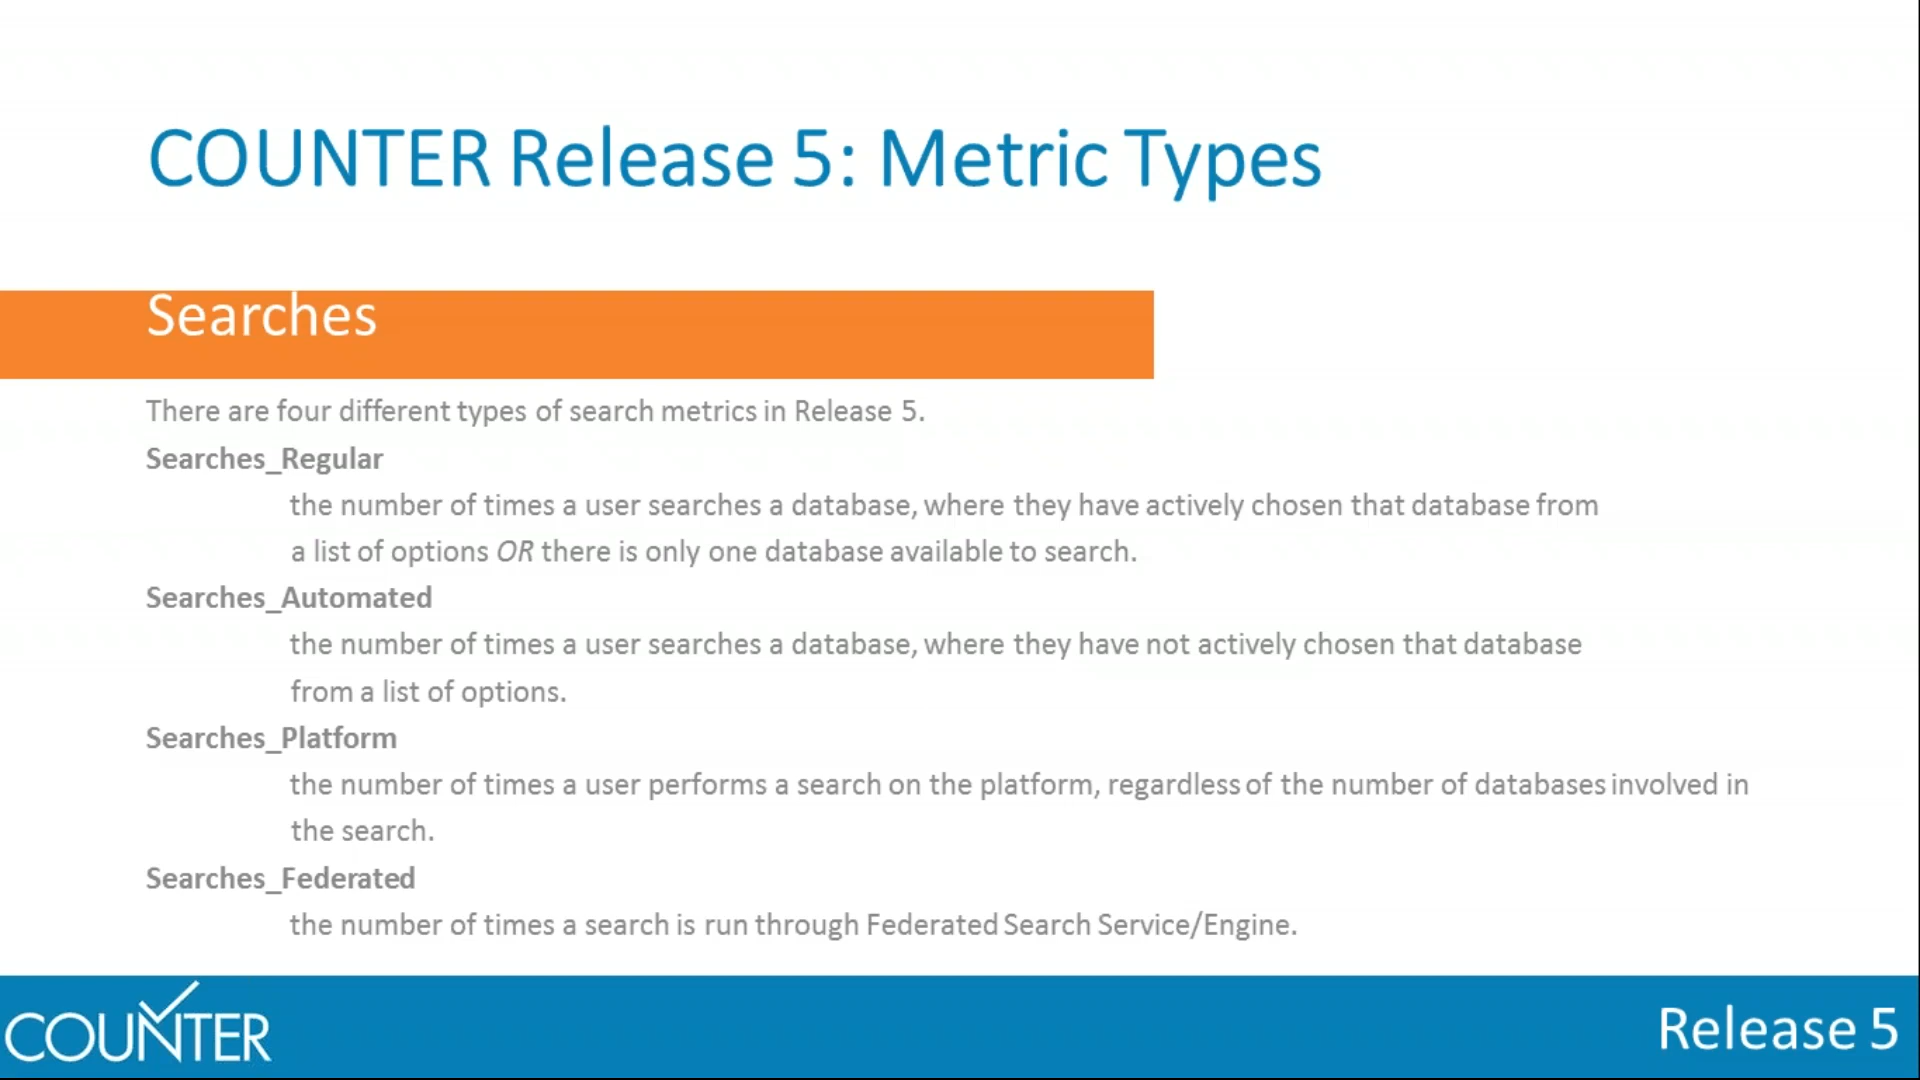 COUNTER Release 5: Metric Types
Searches
There are four different types of search metrics in Release 5.
Searches_Regular
the number of times a user searches a database, where they have actively chosen that database from
a list of options OR there is only one database available to search.
Searches_Automated
the number of times a user searches a database, where they have not actively chosen that database
from a list of options.
Searches_Platform
the number of times a user performs a search on the platform, regardless of the number of databases involved in
the search.
Searches_Federated
the number of times a search is run through Federated Search Service/Engine.
COUNTER
Release 5